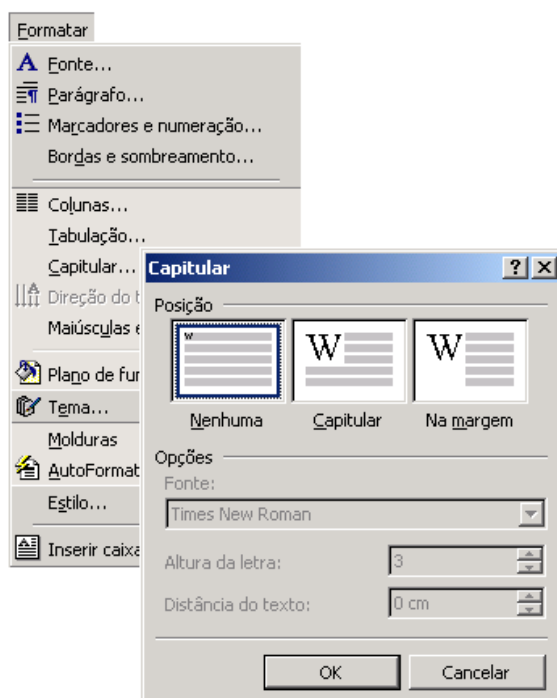 Formatar
Fonte...
Parágrafo...
Marcadores e numeração...
Bordas e sombreamento...
Colunas...
Tabulação...
Capitular...
Direção do t
Maiúsculas e
Plano de fun
Tema...
Molduras
AutoFormat
Estilo...
Inserir caixa
Capitular
Posição
W
W
W
Nenhuma
Capitular
Na margem
Opções
Fonte:
Times New Roman
Altura da letra:
3
Distância do texto:
0 cm
OK
Cancelar